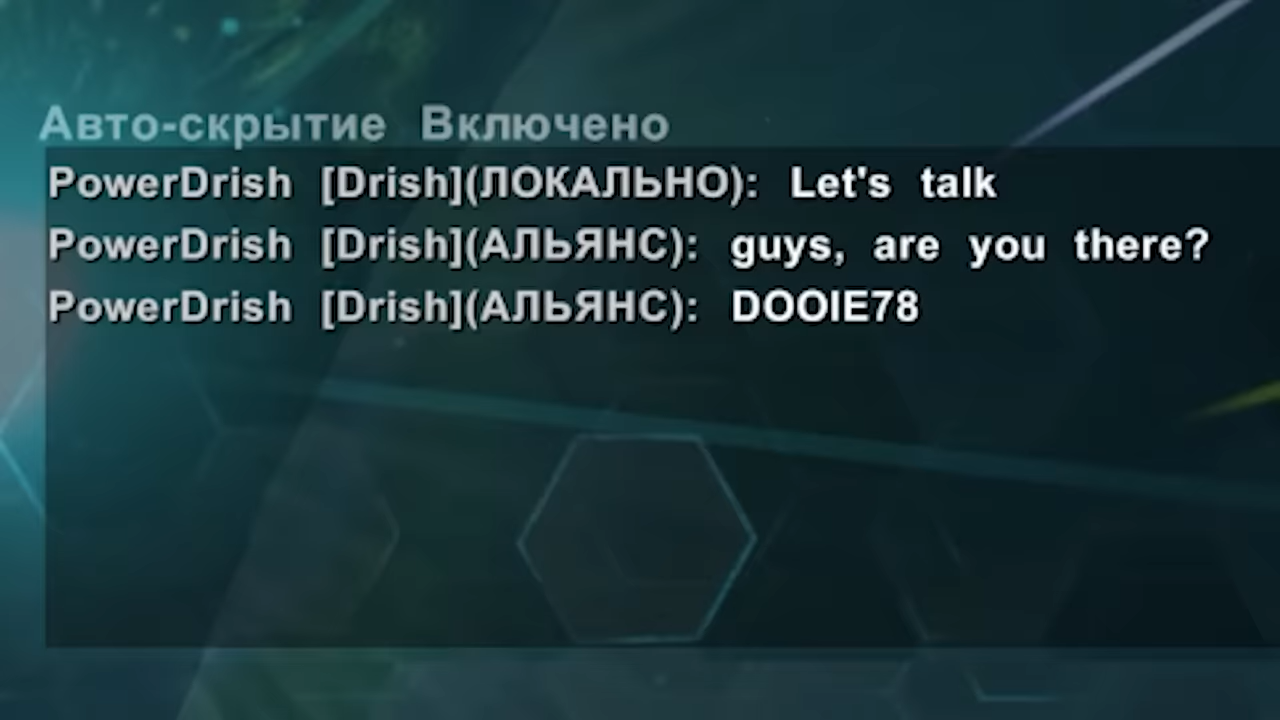 Авто-скрытие Включено
PowerDrish [Drish](ЛОКАЛЬНО): Let's talk
PowerDrish [Drish](АЛЬЯНС): guys, are you there?
PowerDrish [Drish](АЛЬЯНС): DOOIE78